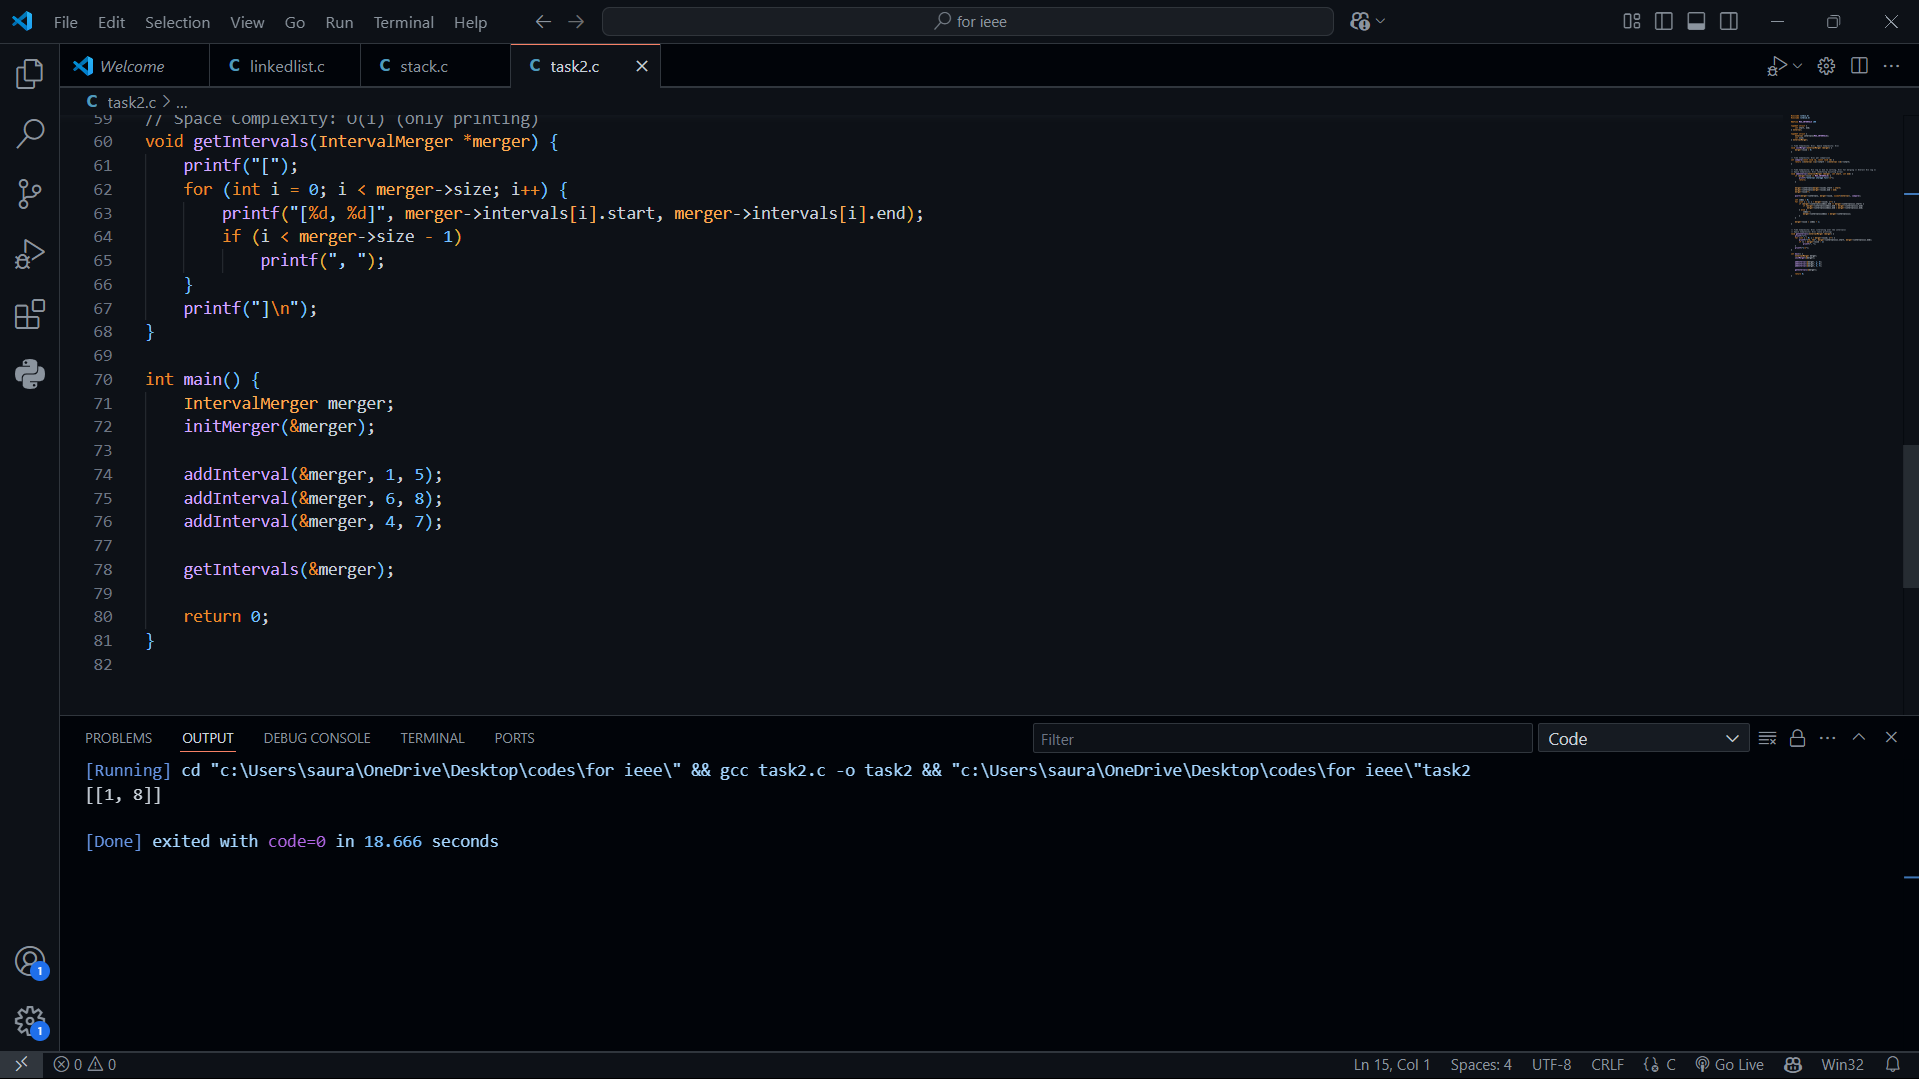 File Edit Selection View Go Run Terminal Help for ieee
Welcome linkedlist.c stack.c task2.c
task2.c > ...
59 // Space Complexity: O(1) (only printing)
60 void getIntervals(IntervalMerger *merger) {
61 printf("[");
62 for (int i = 0; i < merger->size; i++) {
63 printf("[%d, %d]", merger->intervals[i].start, merger->intervals[i].end);
64 if (i < merger->size - 1)
65 printf(", ");
66 }
67 printf("]\n");
68 }
69
70 int main() {
71 IntervalMerger merger;
72 initMerger(&merger);
73
74 addInterval(&merger, 1, 5);
75 addInterval(&merger, 6, 8);
76 addInterval(&merger, 4, 7);
77
78 getIntervals(&merger);
79
80 return 0;
81 }
82
PROBLEMS OUTPUT DEBUG CONSOLE TERMINAL PORTS Filter Code
[Running] cd "c:\Users\saura\OneDrive\Desktop\codes\for ieee\" && gcc task2.c -o task2 && "c:\Users\saura\OneDrive\Desktop\codes\for ieee\"task2
[[1, 8]]
[Done] exited with code=0 in 18.666 seconds
1
1
0 0 Ln 15, Col 1 Spaces: 4 UTF-8 CRLF C Go Live Win32